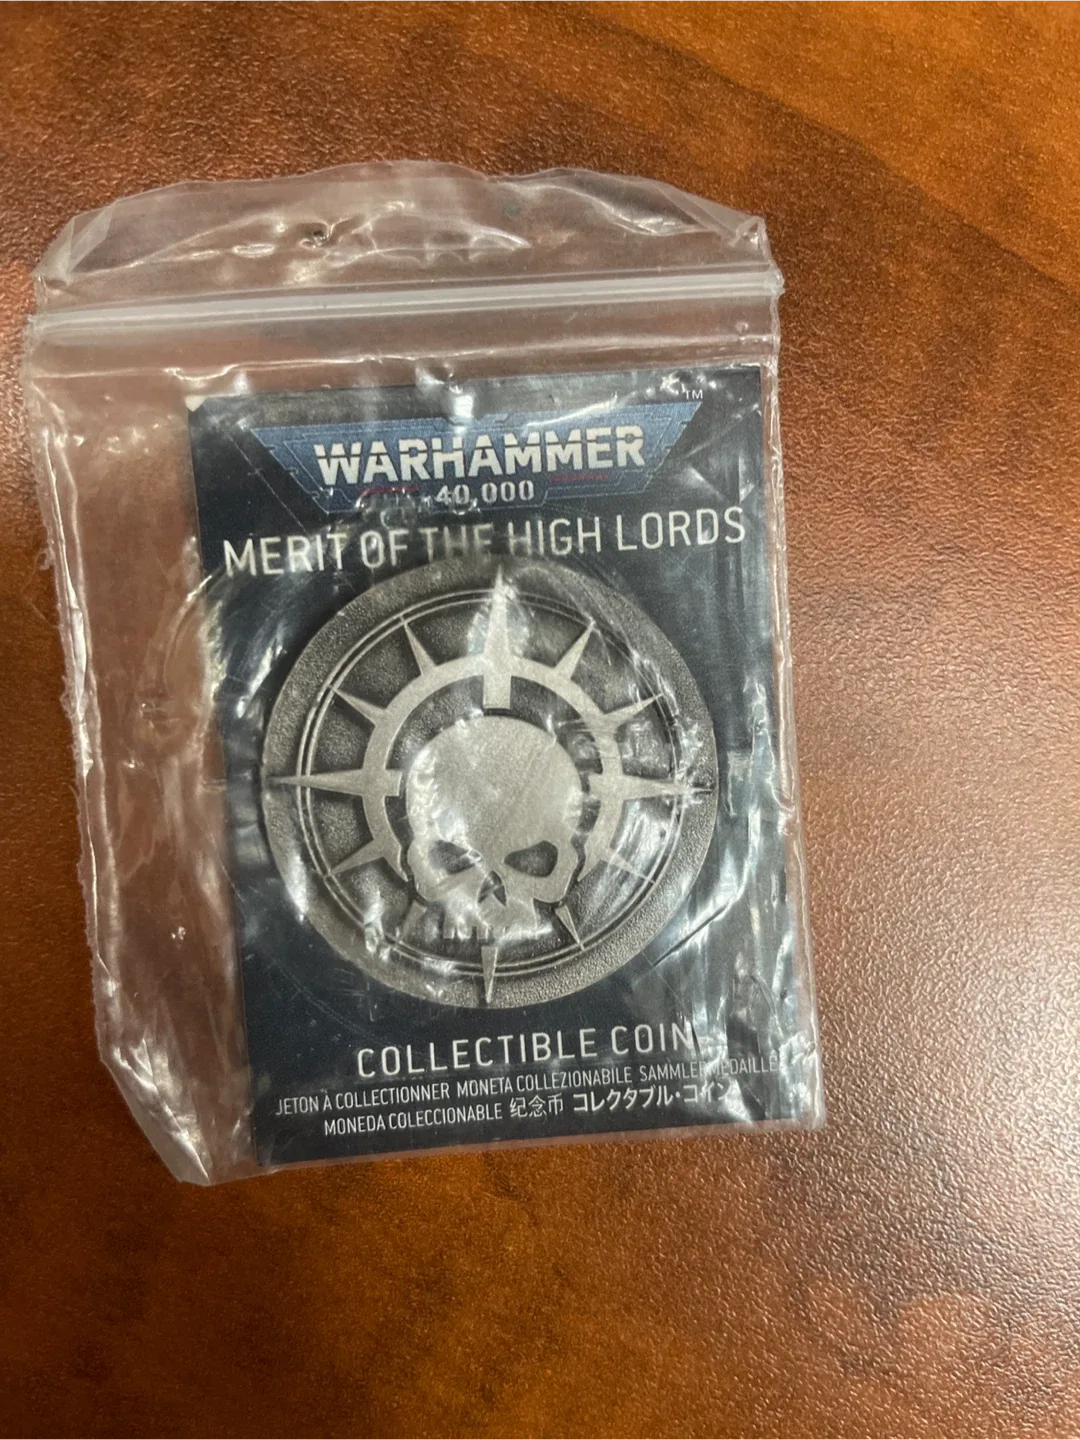 WARHAMMER
40,000
TM
MERIT OF THE HIGH LORDS
COLLECTIBLE COIN
JETON À COLLECTIONNER MONETA COLLEZIONABILE SAMMLERMEDAILLE
MONEDA COLECCIONABLE 纪念币 コレクタブル・コイン